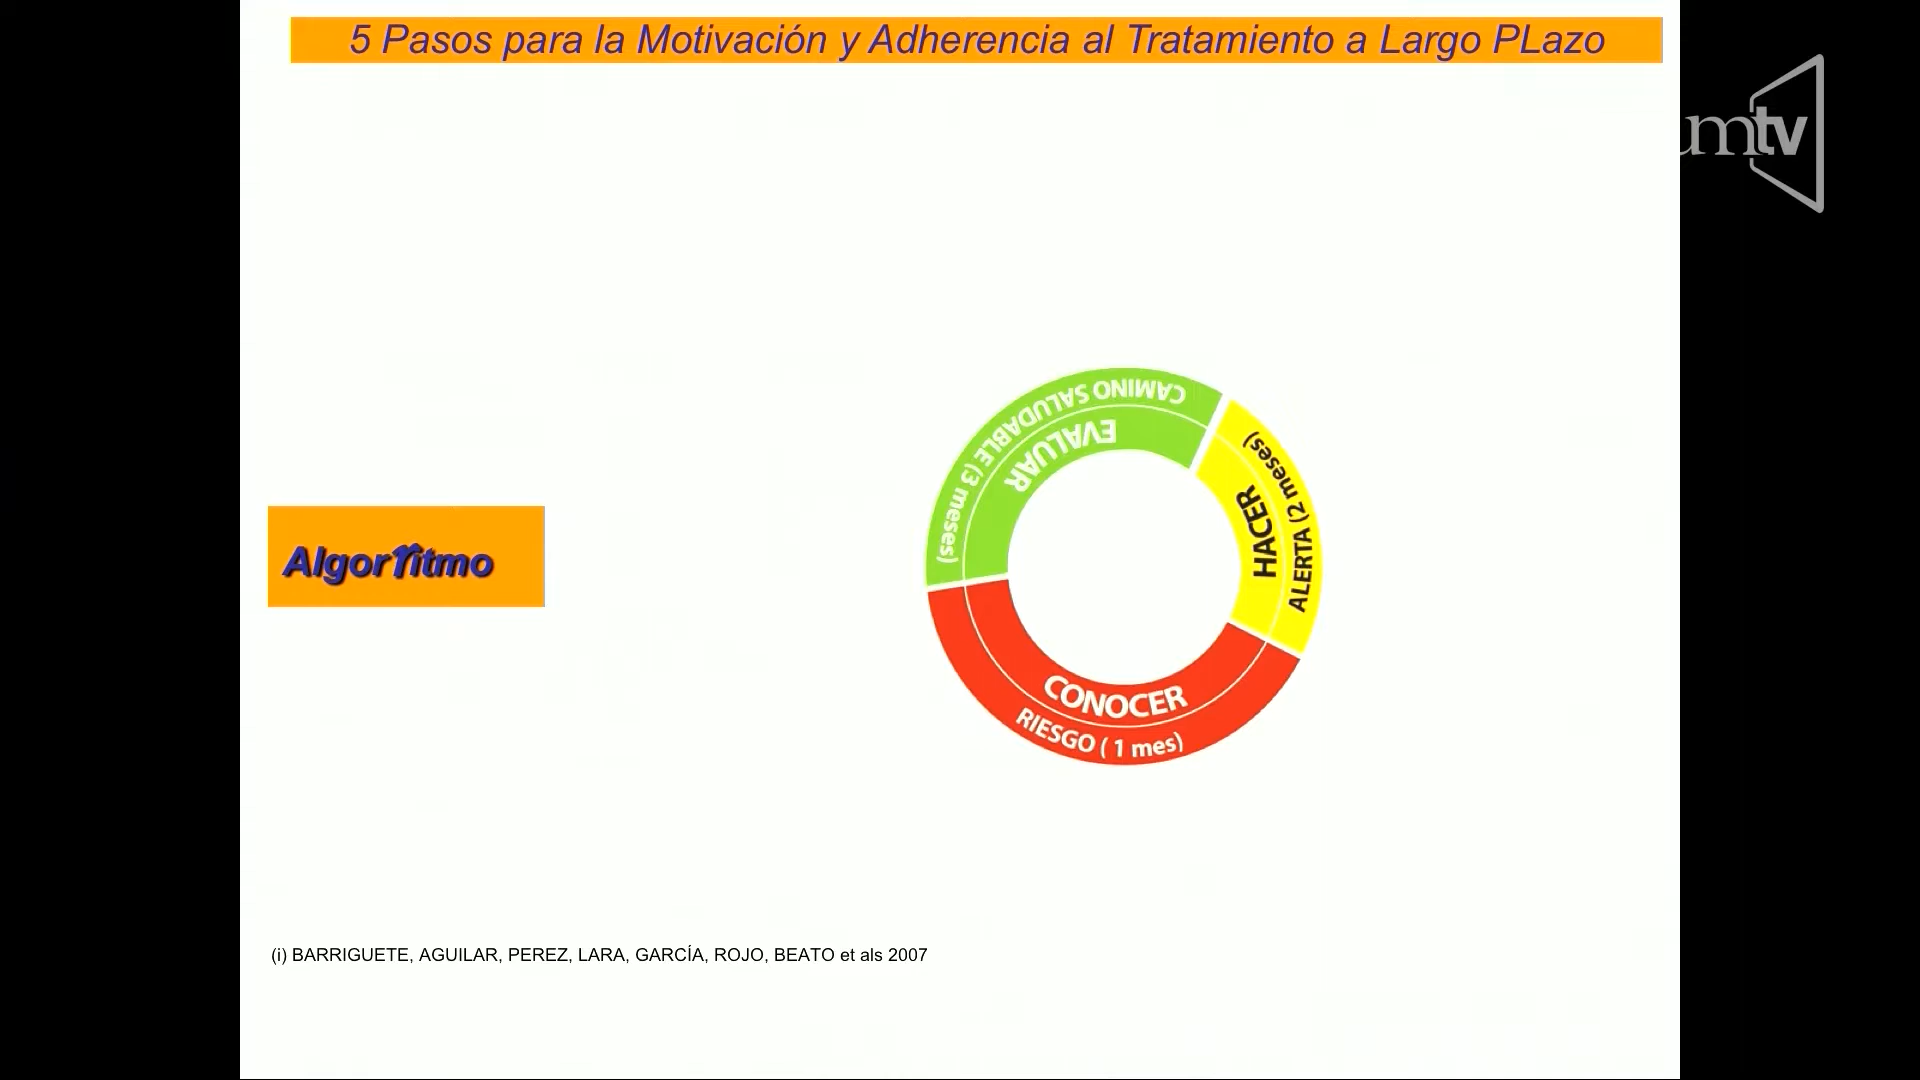 5 Pasos para la Motivación y Adherencia al Tratamiento a Largo PLazo
umtv
CAMINO SALUDABLE (3 meses)
EVALUAR
HACER
ALERTA (2 meses)
Algorritmo
CONOCER
RIESGO ( 1 mes)
(i) BARRIGUETE, AGUILAR, PEREZ, LARA, GARCÍA, ROJO, BEATO et als 2007